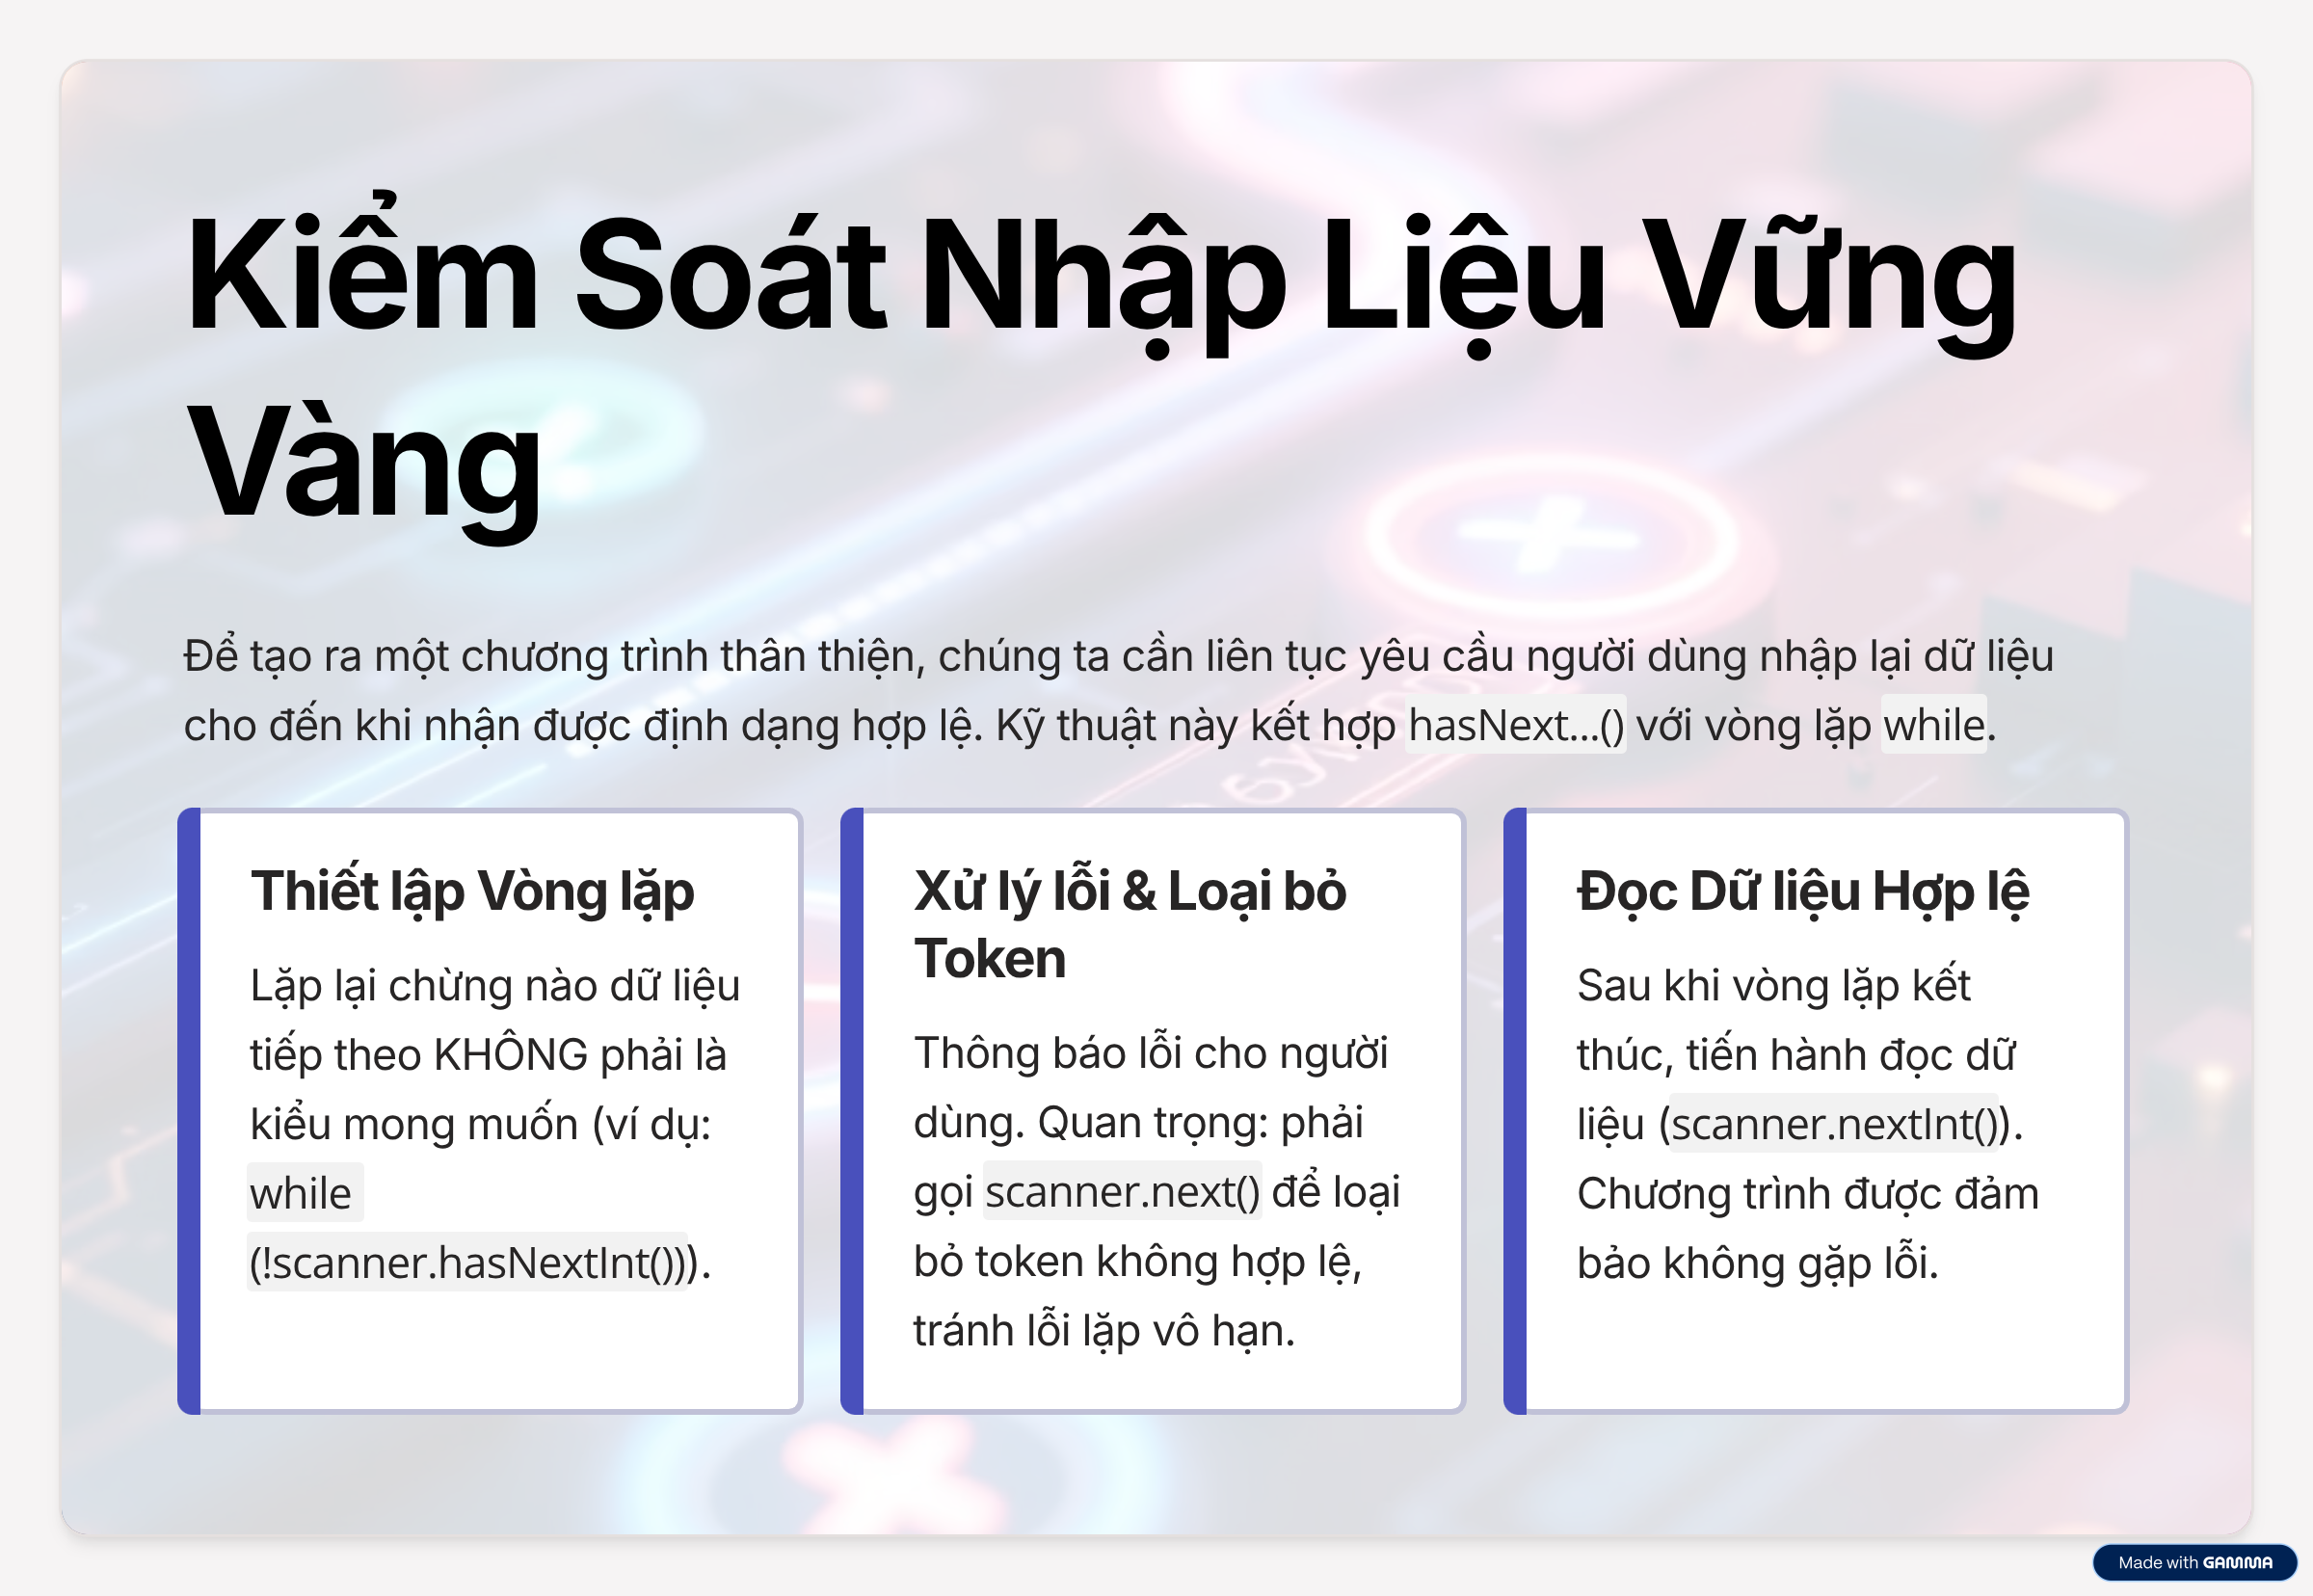 Kiểm Soát Nhập Liệu Vững
Vàng
Để tạo ra một chương trình thân thiện, chúng ta cần liên tục yêu cầu người dùng nhập lại dữ liệu
cho đến khi nhận được định dạng hợp lệ. Kỹ thuật này kết hợp hasNext...() với vòng lặp while.
Thiết lập Vòng lặp
Lặp lại chừng nào dữ liệu
tiếp theo KHÔNG phải là
kiểu mong muốn (ví dụ:
while
(!scanner.hasNextInt())).
Xử lý lỗi & Loại bỏ
Token
Thông báo lỗi cho người
dùng. Quan trọng: phải
gọi scanner.next() để loại
bỏ token không hợp lệ,
tránh lỗi lặp vô hạn.
Đọc Dữ liệu Hợp lệ
Sau khi vòng lặp kết
thúc, tiến hành đọc dữ
liệu (scanner.nextInt()).
Chương trình được đảm
bảo không gặp lỗi.
Made with GAMMA